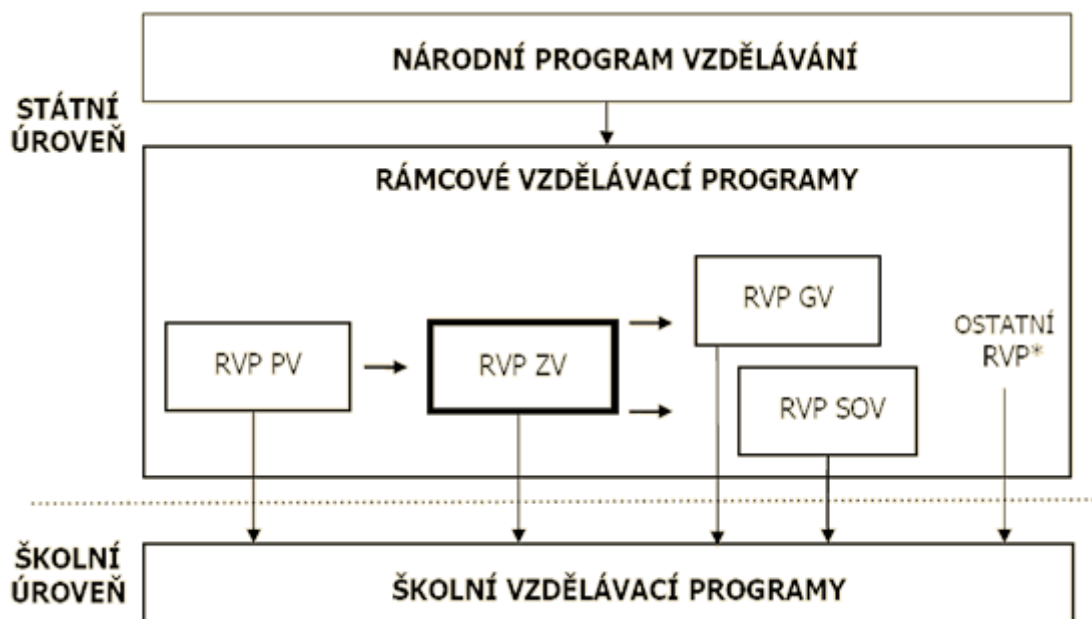 NÁRODNÍ PROGRAM VZDĚLÁVÁNÍ
STÁTNÍ
ÚROVEŇ
RÁMCOVÉ VZDĚLÁVACÍ PROGRAMY
RVP GV
RVP PV
RVP ZV
OSTATNÍ
RVP*
RVP SOV
ŠKOLNÍ
ÚROVEŇ
ŠKOLNÍ VZDĚLÁVACÍ PROGRAMY